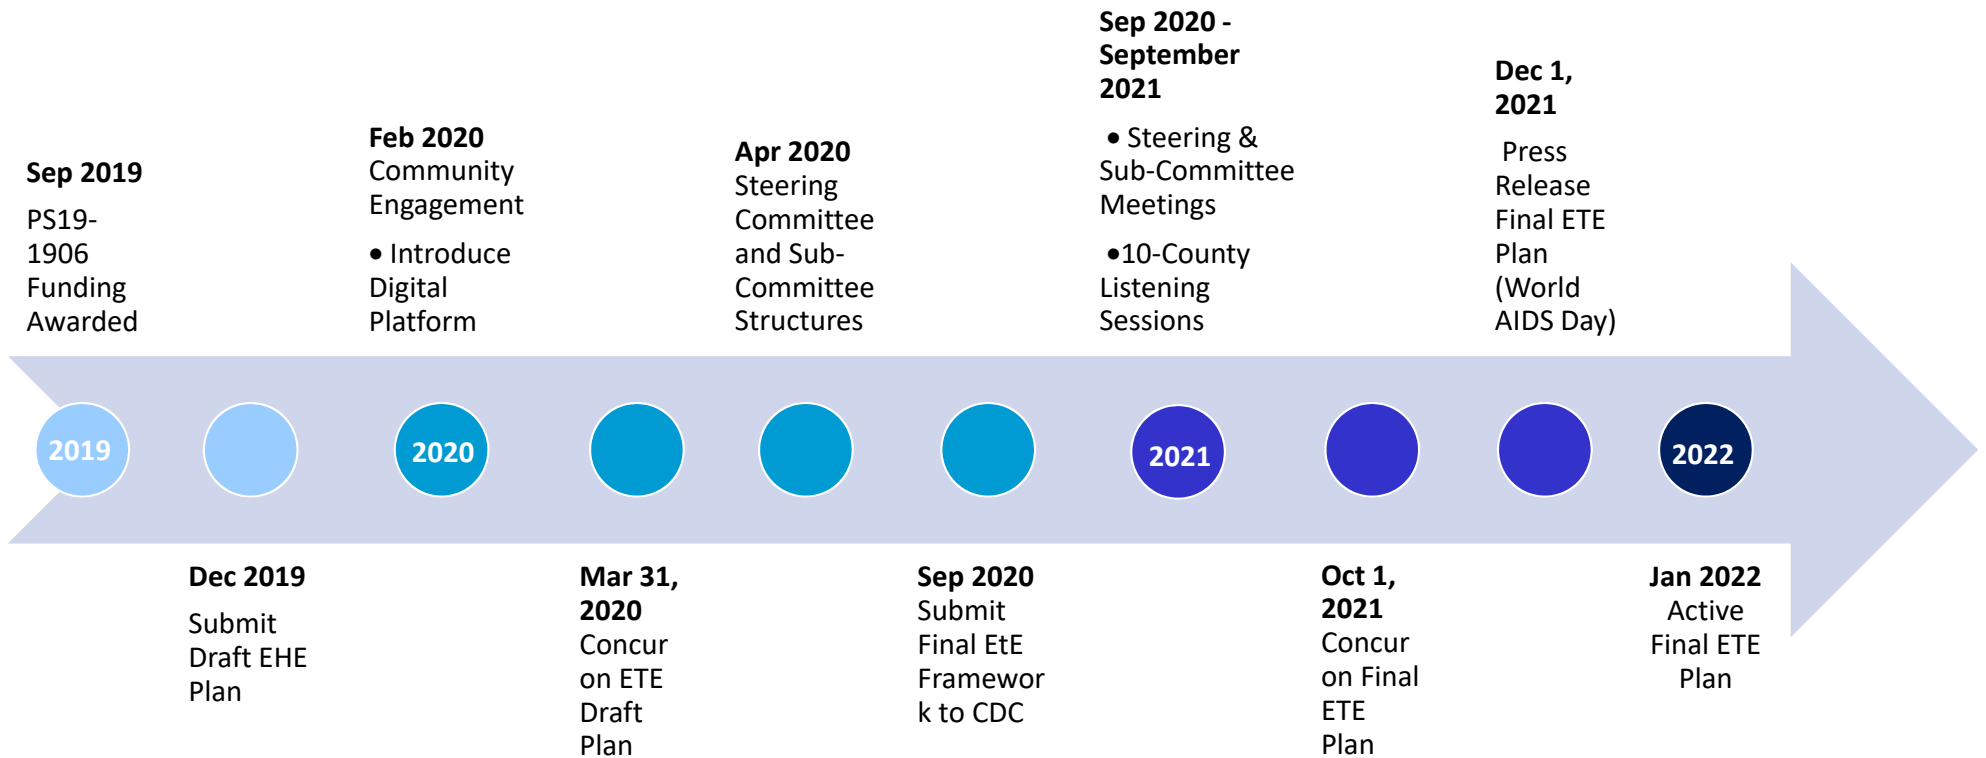 Sep 2019
PS19-
1906
Funding
Awarded
Feb 2020
Community
Engagement
• Introduce
Digital
Platform
Apr 2020
Steering
Committee
and Sub-
Committee
Structures
Sep 2020 -
September
2021
• Steering &
Sub-Committee
Meetings
•10-County
Listening
Sessions
Dec 1,
2021
Press
Release
Final ETE
Plan
(World
AIDS Day)
2019
2020
2021
2022
Dec 2019
Submit
Draft EHE
Plan
Mar 31,
2020
Concur
on ETE
Draft
Plan
Sep 2020
Submit
Final EtE
Framewor
k to CDC
Oct 1,
2021
Concur
on Final
ETE
Plan
Jan 2022
Active
Final ETE
Plan